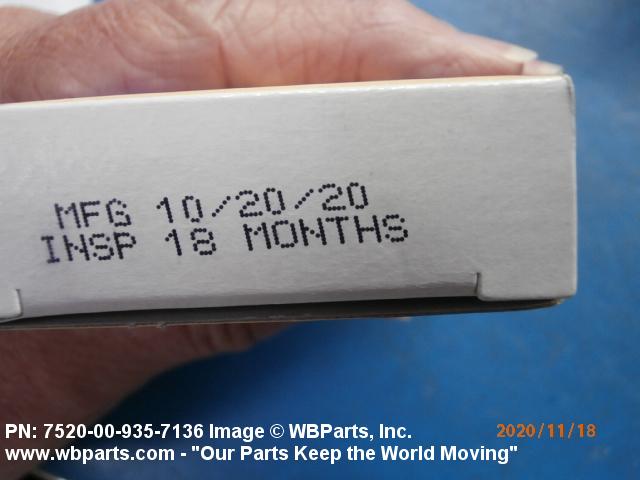 MFG 10/20/20
INSP 18 MONTHS
PN: 7520-00-935-7136 Image © WBParts, Inc.
2020/11/18
www.wbparts.com - "Our Parts Keep the World Moving"